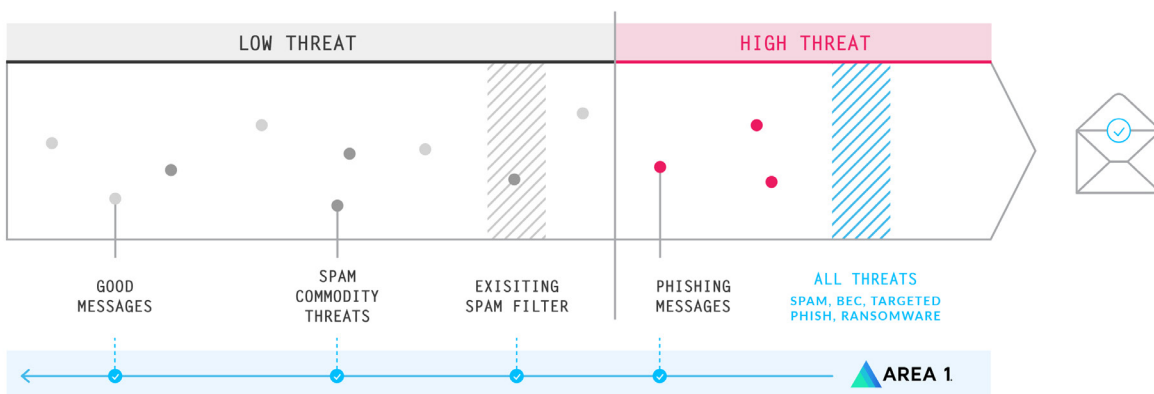 LOW THREAT
HIGH THREAT
GOOD
MESSAGES
SPAM
COMMODITY
THREATS
EXISITING
SPAM FILTER
PHISHING
MESSAGES
ALL THREATS
SPAM, BEC, TARGETED
PHISH, RANSOMWARE
AREA 1.